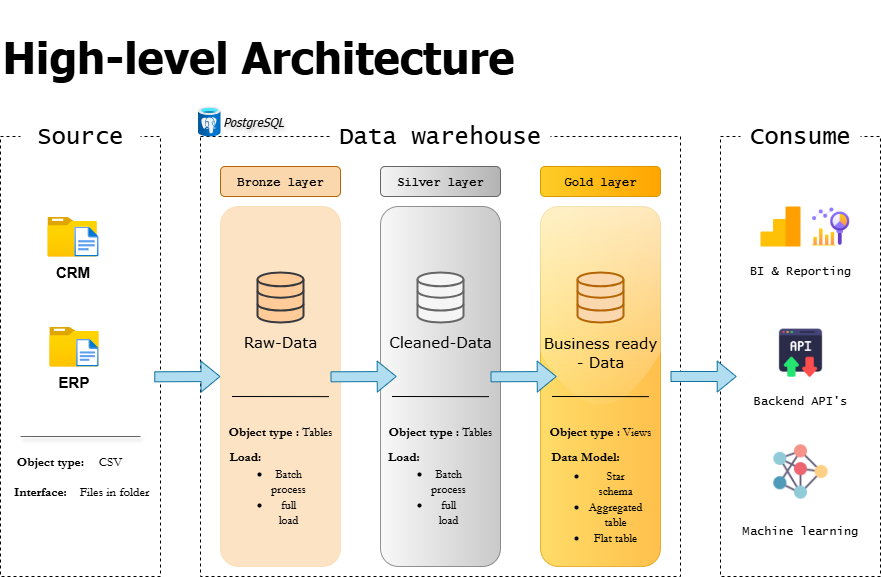 High-level Architecture
PostgreSQL
Source
CRM
ERP
Object type: CSV
Interface: Files in folder
Data warehouse
Bronze layer
Raw-Data
Object type : Tables
Load:
• Batch
process
• full
load
Silver layer
Cleaned-Data
Object type : Tables
Load:
• Batch
process
• full
load
Gold layer
Business ready
- Data
Object type : Views
Data Model:
• Star
schema
• Aggregated
table
• Flat table
Consume
BI & Reporting
API
Backend API's
Machine learning